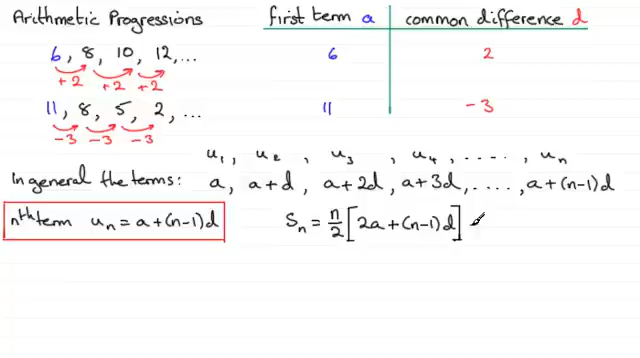 Arithmetic Progressions first term a common difference d
6, 8, 10, 12, ... 6 2
+2 +2 +2
11, 8, 5, 2, ... 11 -3
-3 -3 -3
u₁, u₂, u₃, u₄, ....., uₙ
In general the terms: a, a+d, a+2d, a+3d, ....., a+(n-1)d
nᵗʰ term uₙ = a+(n-1)d Sₙ = n/2 [2a+(n-1)d]